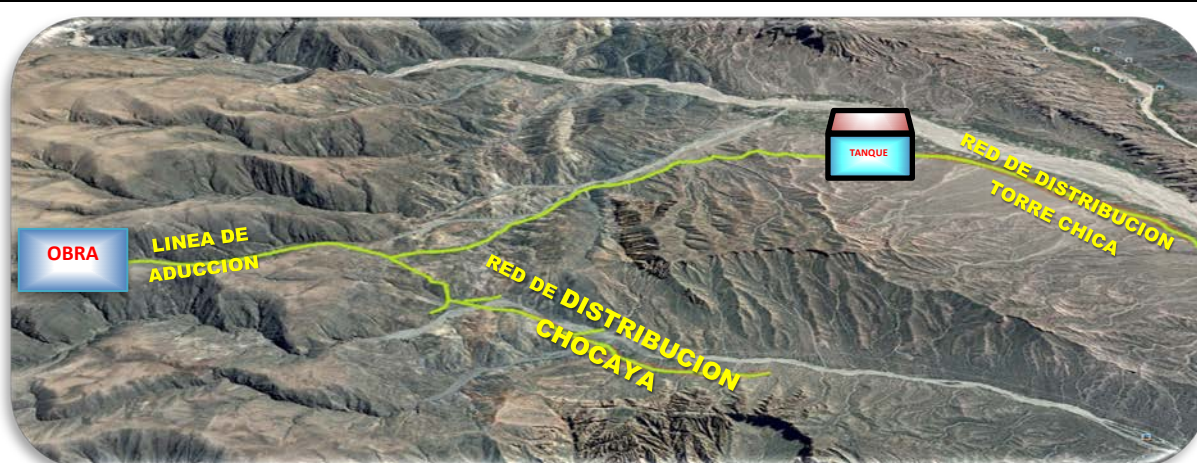 OBRA
LINEA DE
ADUCCION
TANQUE
RED DE DISTRIBUCION
TORRE CHICA
RED DE DISTRIBUCION
CHOCAYA